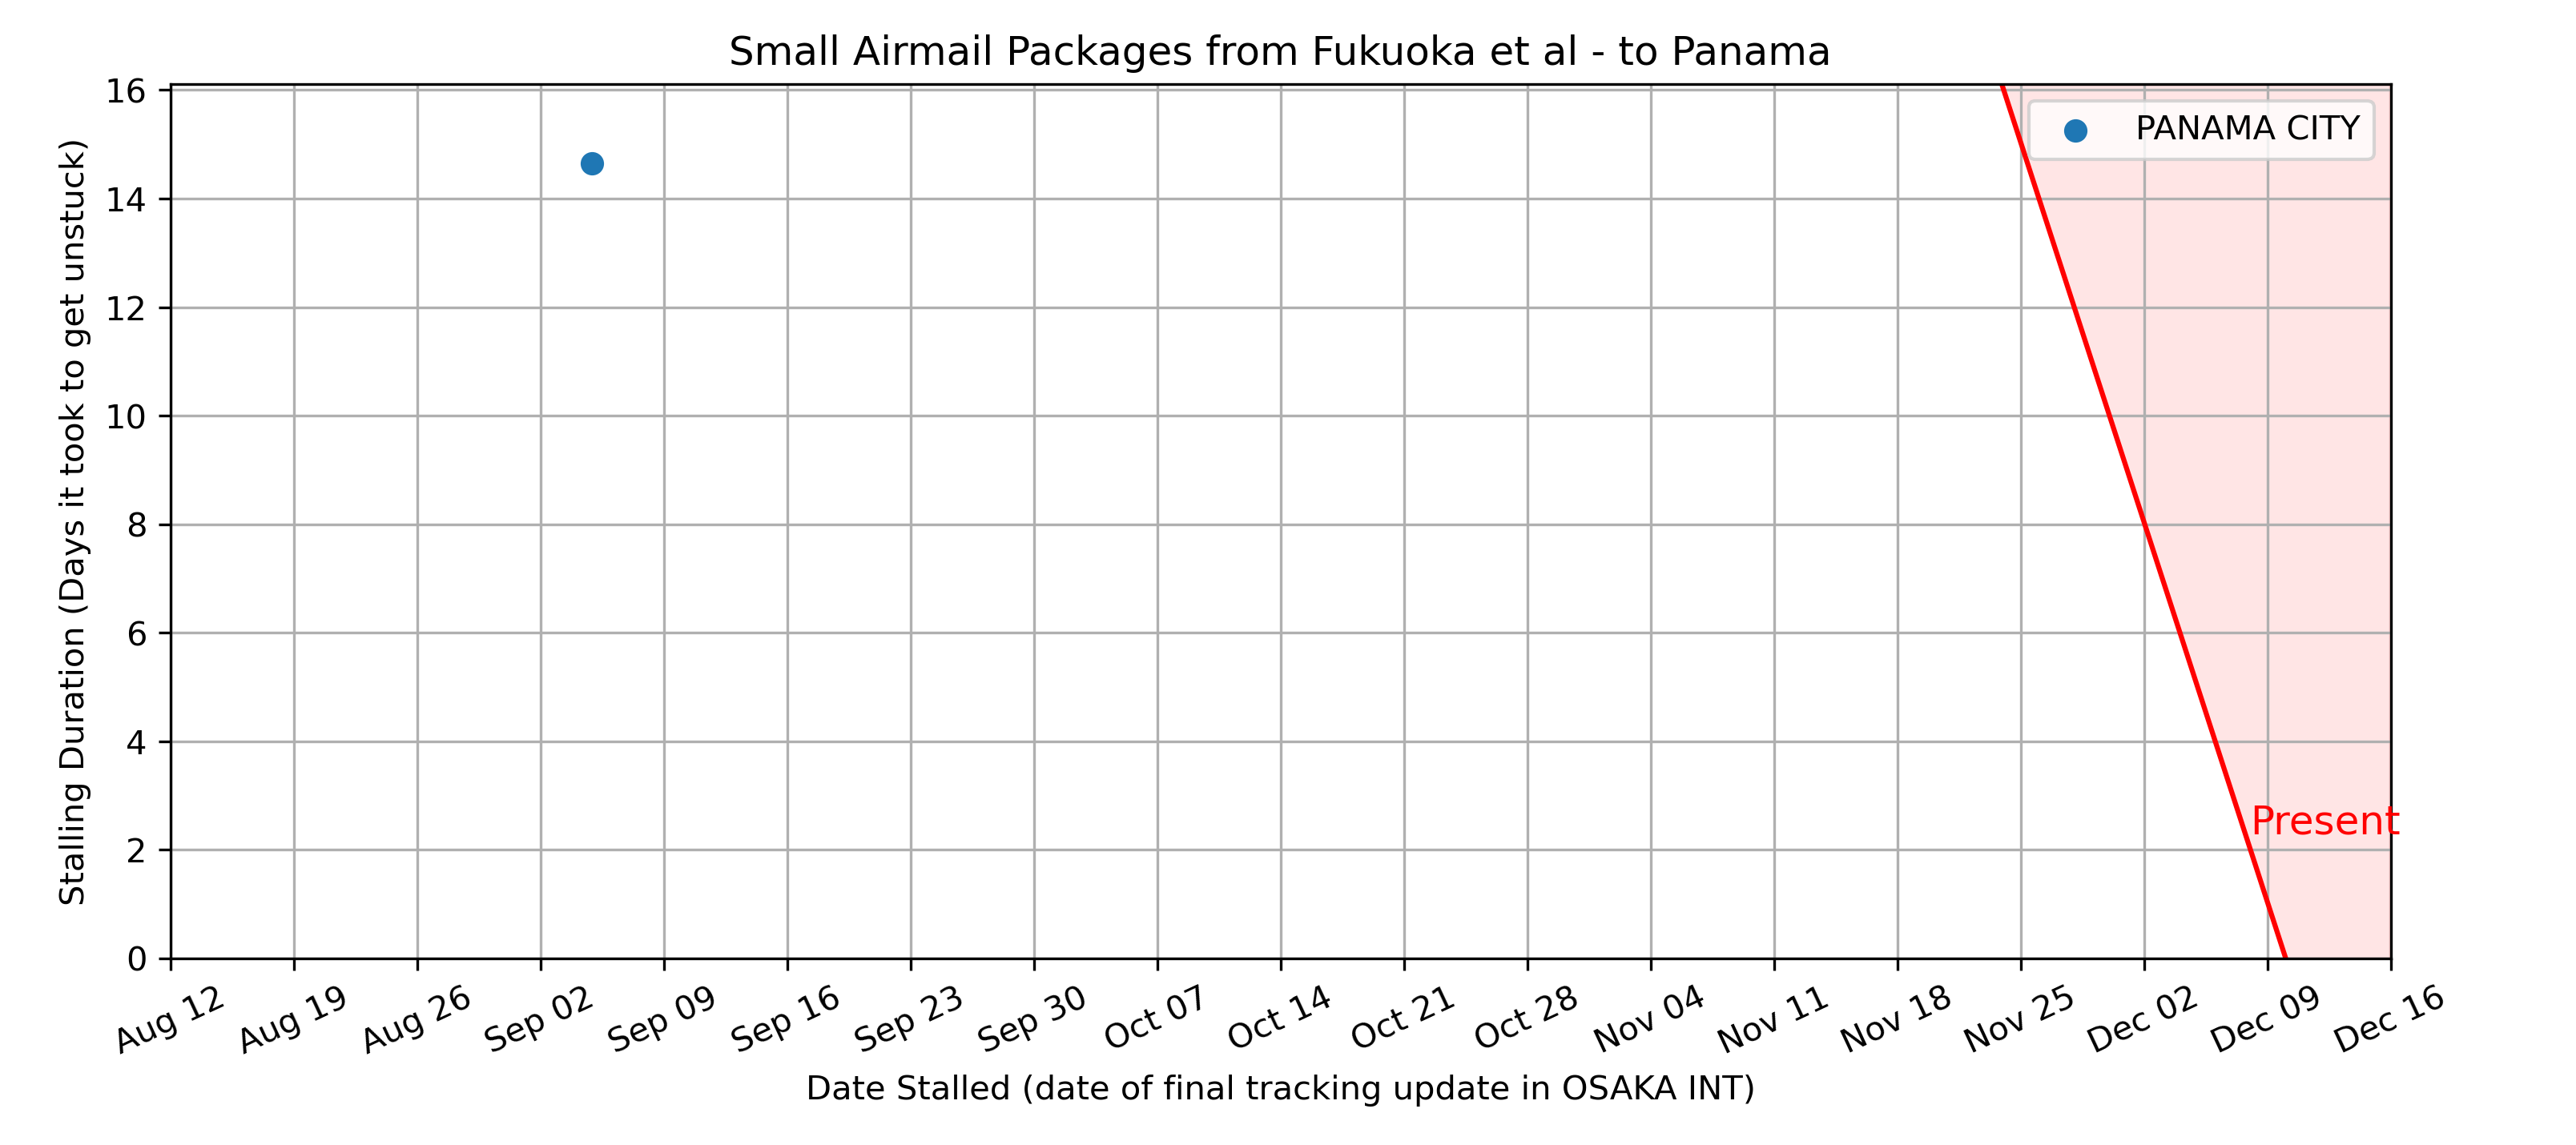 Small Airmail Packages from Fukuoka et al - to Panama
Stalling Duration (Days it took to get unstuck)
16
14
12
10
8
6
4
2
0
PANAMA CITY
Present
Aug 12
Aug 19
Aug 26
Sep 02
Sep 09
Sep 16
Sep 23
Sep 30
Oct 07
Oct 14
Oct 21
Oct 28
Nov 04
Nov 11
Nov 18
Nov 25
Dec 02
Dec 09
Dec 16
Date Stalled (date of final tracking update in OSAKA INT)